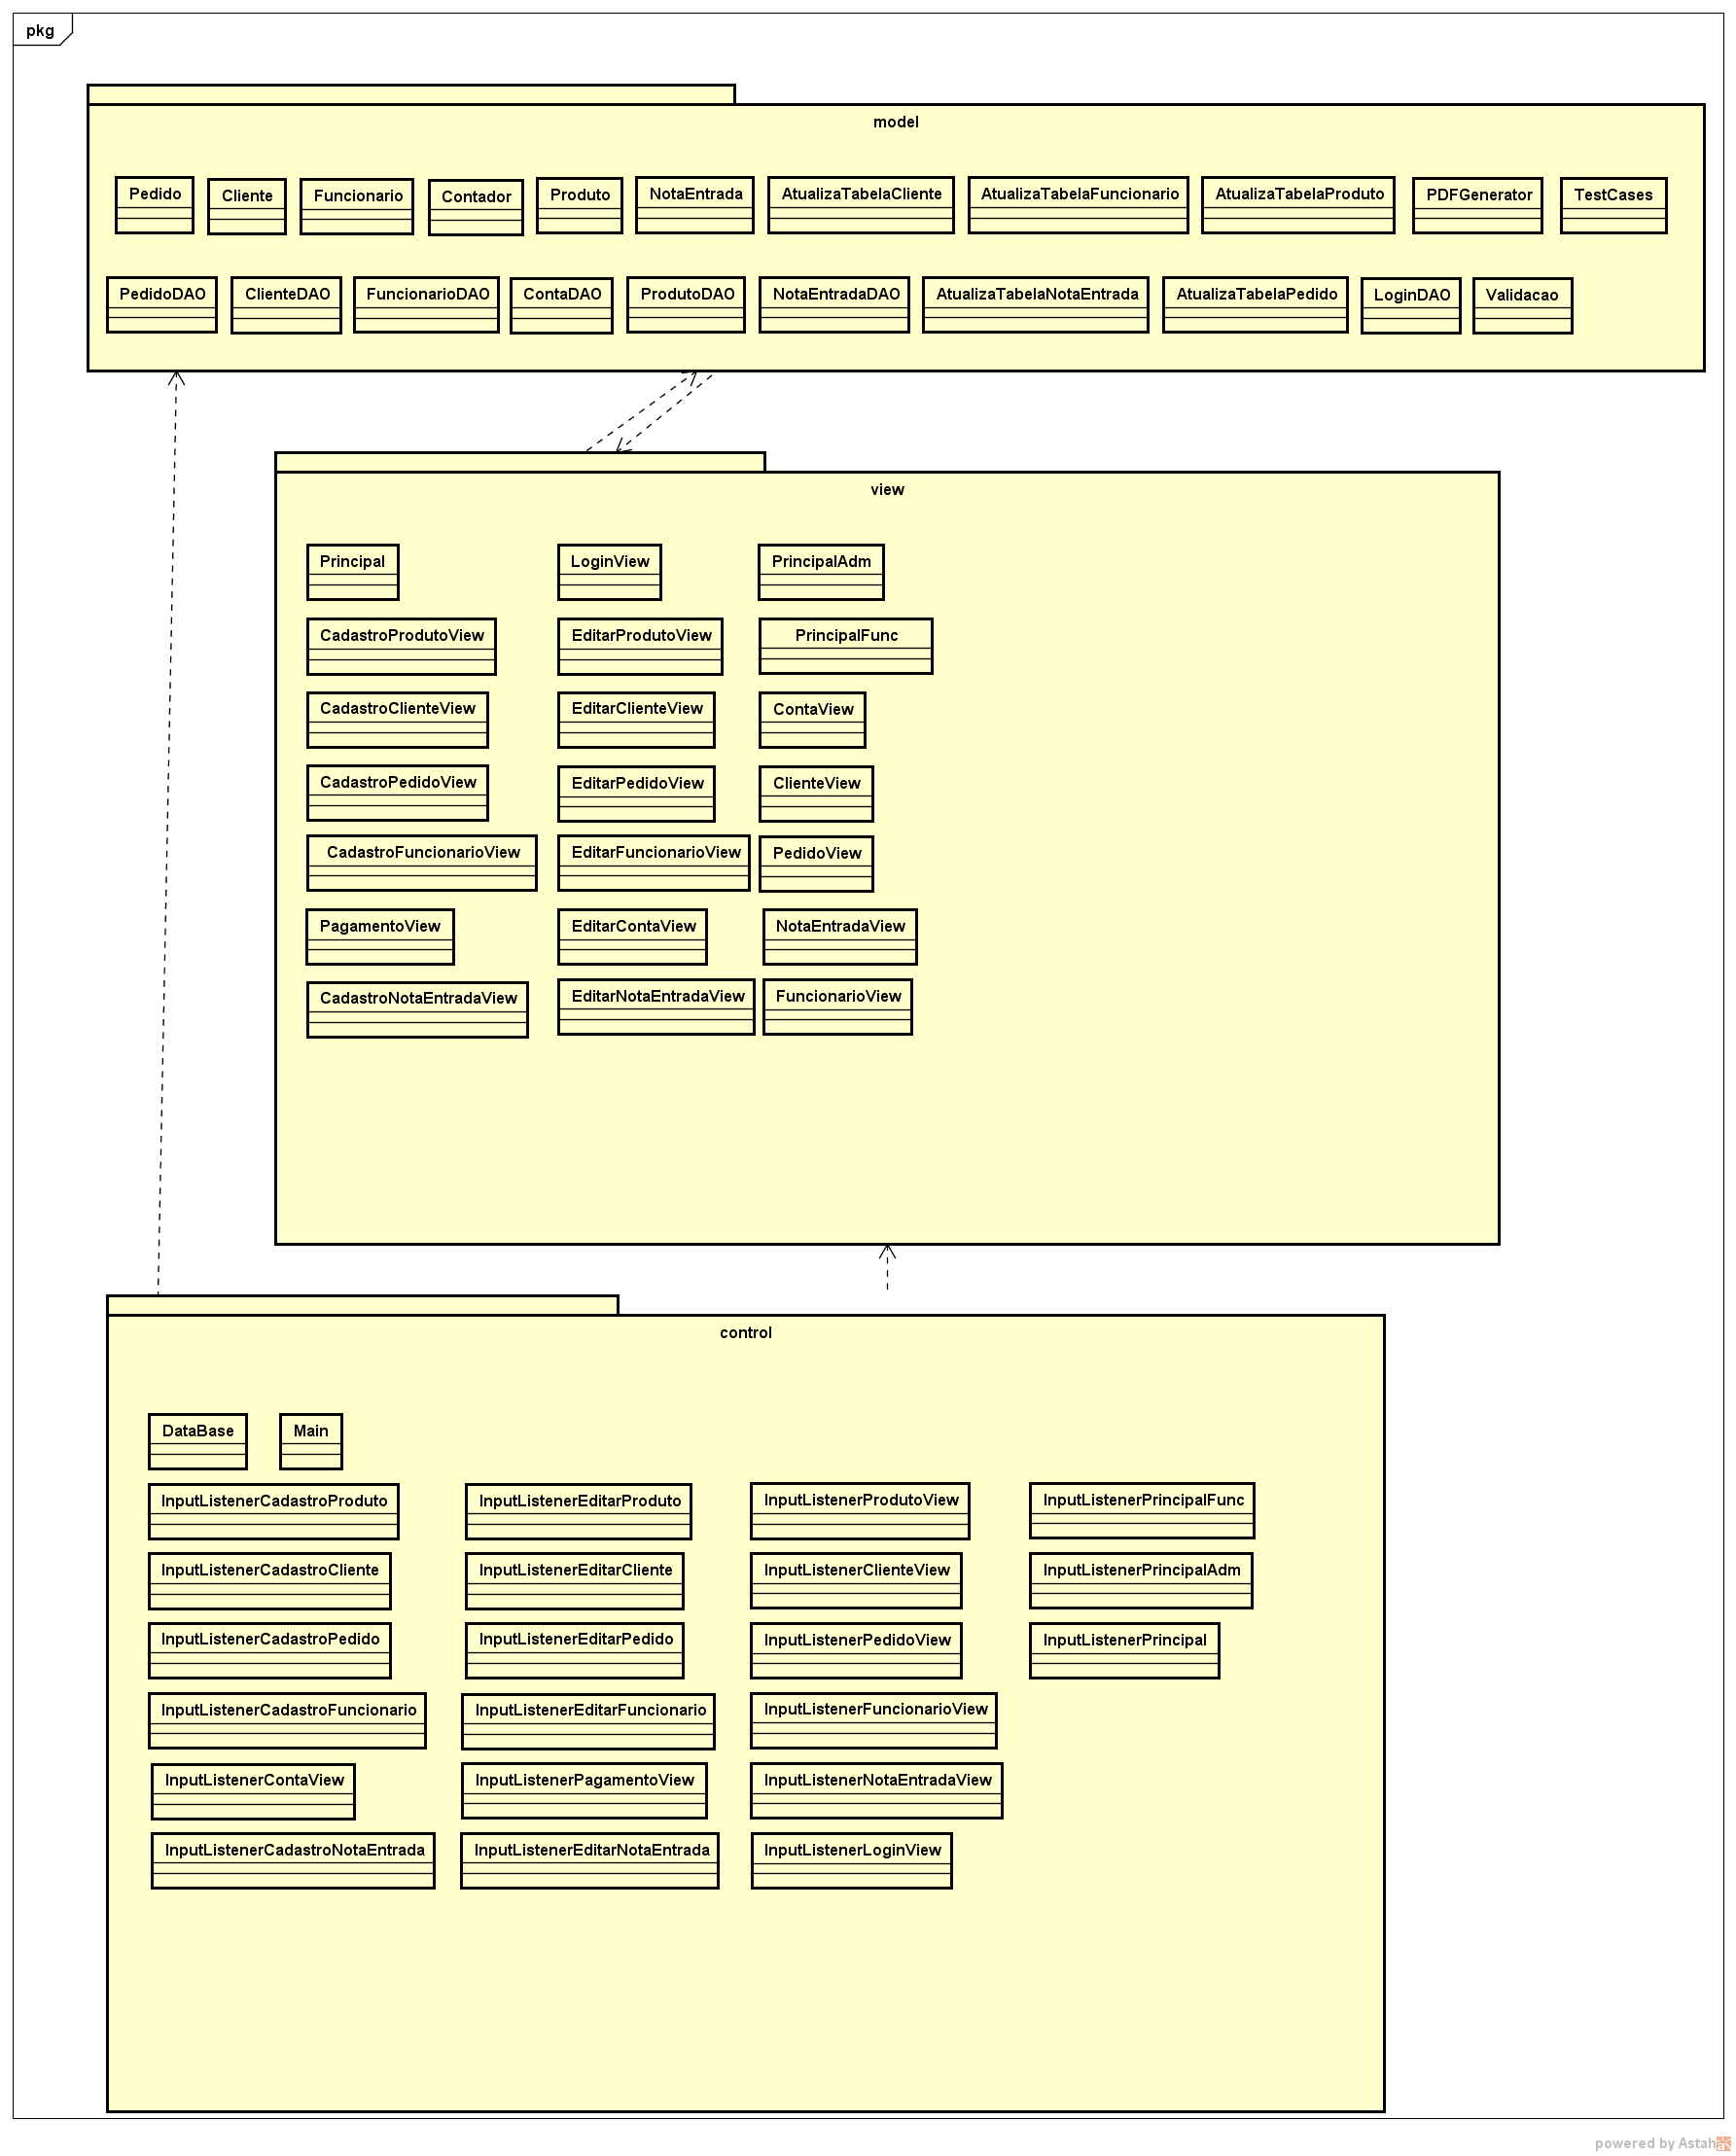 pkg
model
Pedido Cliente Funcionario Contador Produto NotaEntrada AtualizaTabelaCliente AtualizaTabelaFuncionario AtualizaTabelaProduto PDFGenerator TestCases
PedidoDAO ClienteDAO FuncionarioDAO ContaDAO ProdutoDAO NotaEntradaDAO AtualizaTabelaNotaEntrada AtualizaTabelaPedido LoginDAO Validacao
view
Principal LoginView PrincipalAdm
CadastroProdutoView EditarProdutoView PrincipalFunc
CadastroClienteView EditarClienteView ContaView
CadastroPedidoView EditarPedidoView ClienteView
CadastroFuncionarioView EditarFuncionarioView PedidoView
PagamentoView EditarContaView NotaEntradaView
CadastroNotaEntradaView EditarNotaEntradaView FuncionarioView
control
DataBase Main
InputListenerCadastroProduto InputListenerEditarProduto InputListenerProdutoView InputListenerPrincipalFunc
InputListenerCadastroCliente InputListenerEditarCliente InputListenerClienteView InputListenerPrincipalAdm
InputListenerCadastroPedido InputListenerEditarPedido InputListenerPedidoView InputListenerPrincipal
InputListenerCadastroFuncionario InputListenerEditarFuncionario InputListenerFuncionarioView
InputListenerContaView InputListenerPagamentoView InputListenerNotaEntradaView
InputListenerCadastroNotaEntrada InputListenerEditarNotaEntrada InputListenerLoginView
powered by Astah